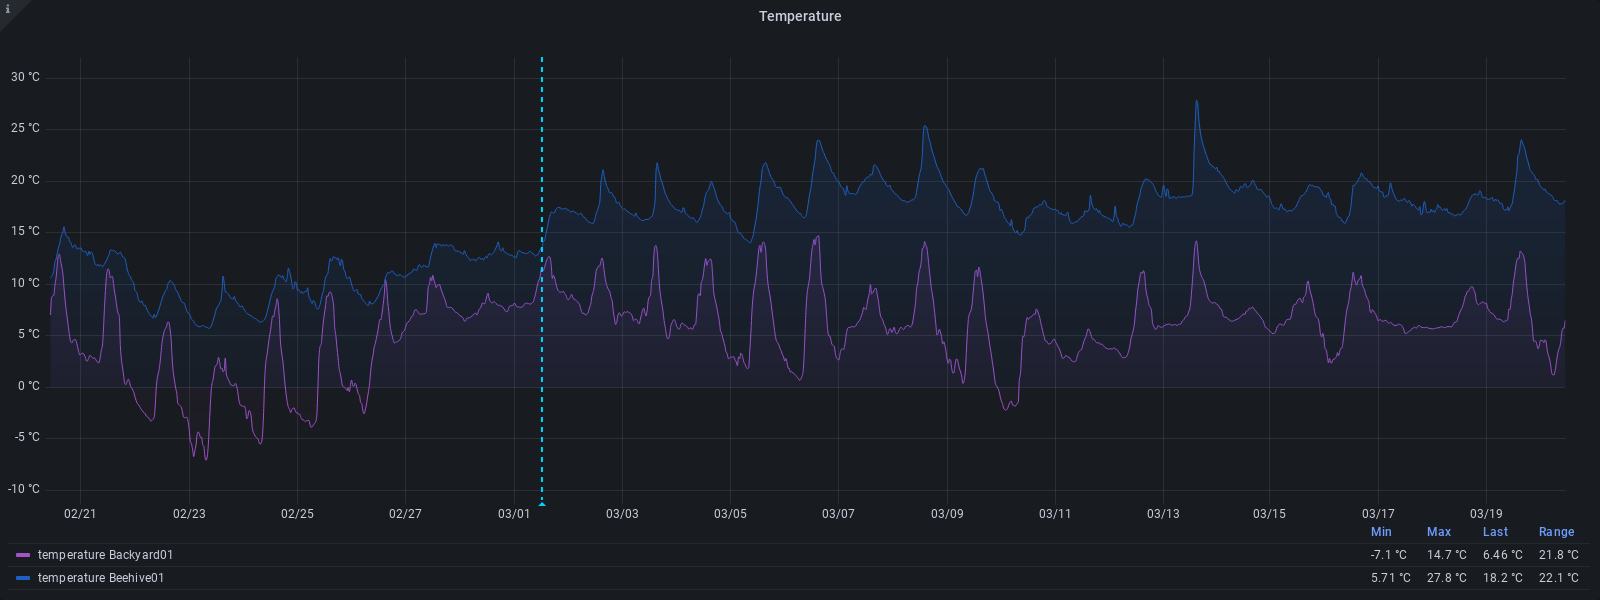 i
Temperature
30 °C
25 °C
20 °C
15 °C
10 °C
5 °C
0 °C
-5 °C
-10 °C
02/21 02/23 02/25 02/27 03/01 03/03 03/05 03/07 03/09 03/11 03/13 03/15 03/17 03/19
Min Max Last Range
temperature Backyard01 -7.1 °C 14.7 °C 6.46 °C 21.8 °C
temperature Beehive01 5.71 °C 27.8 °C 18.2 °C 22.1 °C